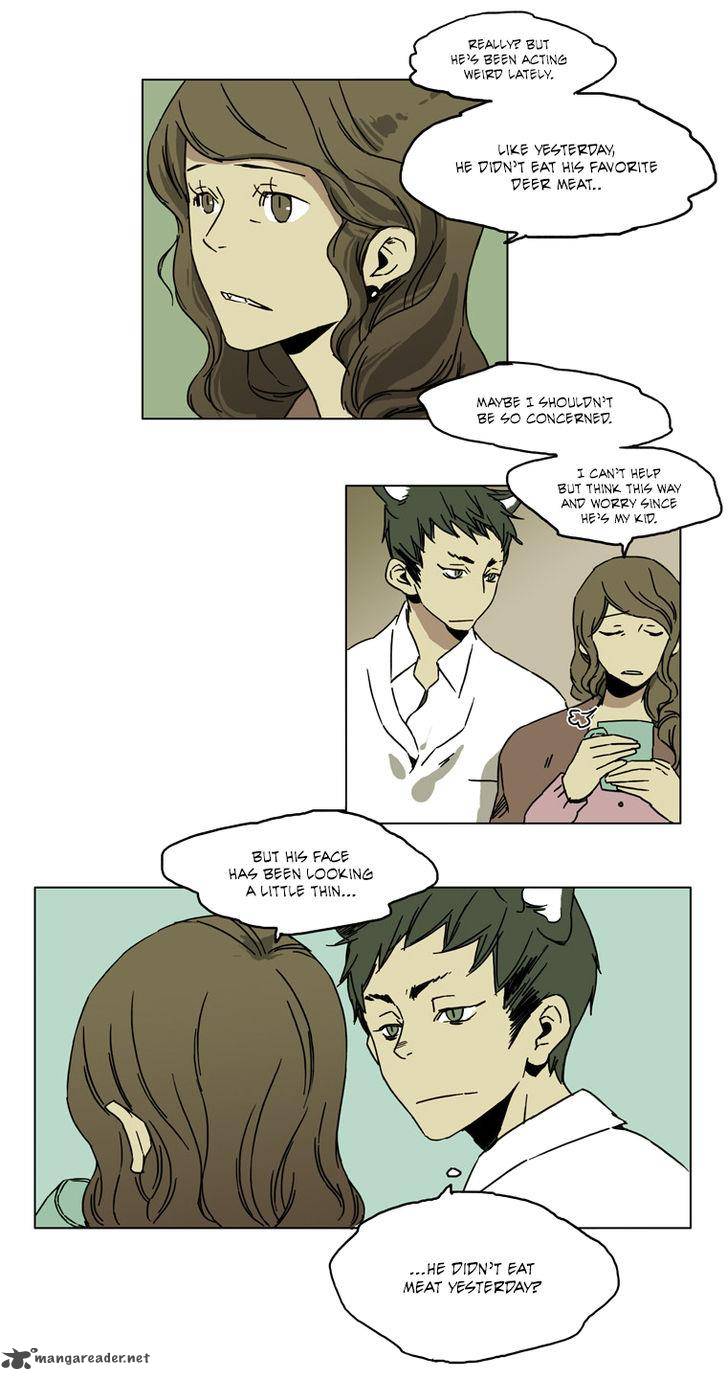 REALLY? BUT
HE'S BEEN ACTING
WEIRD LATELY.
LIKE YESTERDAY,
HE DIDN'T EAT HIS FAVORITE
DEER MEAT..
MAYBE I SHOULDN'T
BE SO CONCERNED.
I CAN'T HELP
BUT THINK THIS WAY
AND WORRY SINCE
HE'S MY KID.
BUT HIS FACE
HAS BEEN LOOKING
A LITTLE THIN...
...HE DIDN'T EAT
MEAT YESTERDAY?
mangareader.net